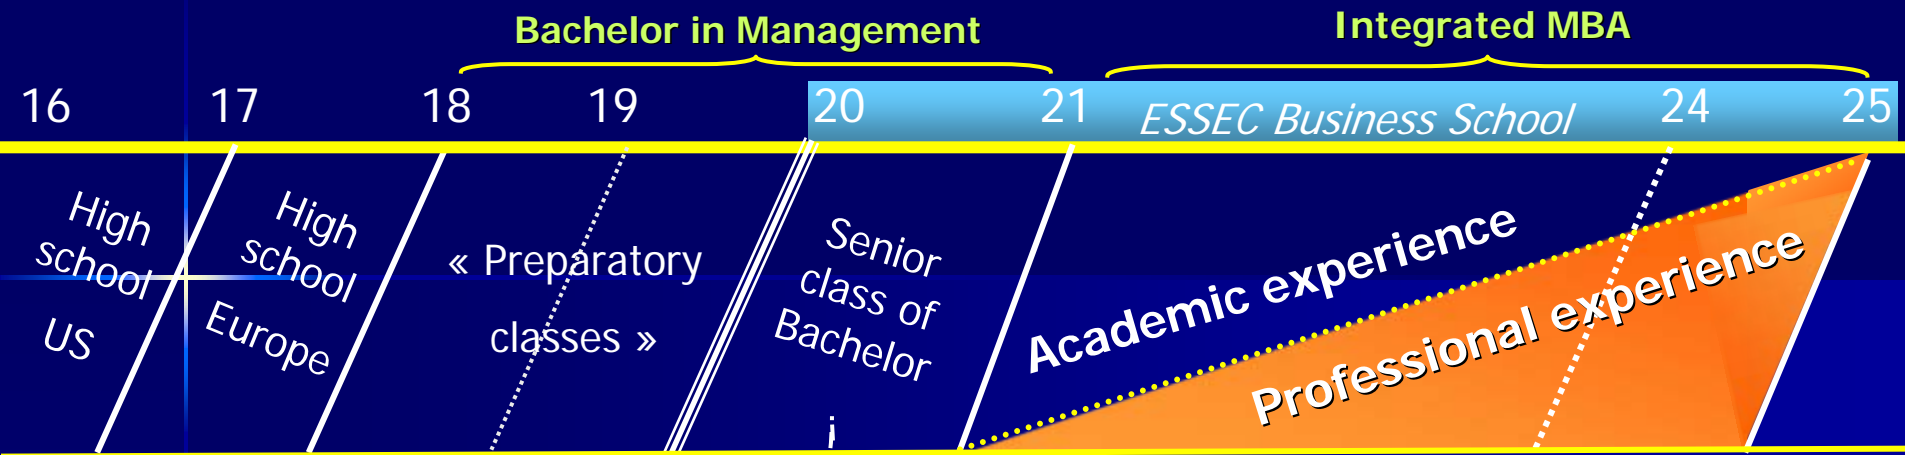 Bachelor in Management
Integrated MBA
16 17 18 19 20 21 ESSEC Business School 24 25
High
school
US
High
school
Europe
« Preparatory
classes »
Senior
class of
Bachelor
Academic experience
Professional experience